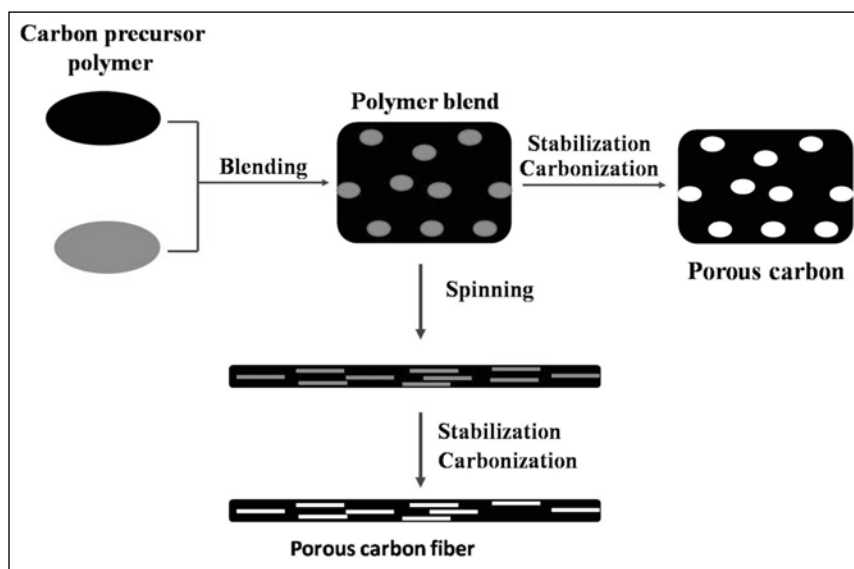 Carbon precursor
polymer
Polymer blend
Blending
Stabilization
Carbonization
Porous carbon
Spinning
Stabilization
Carbonization
Porous carbon fiber